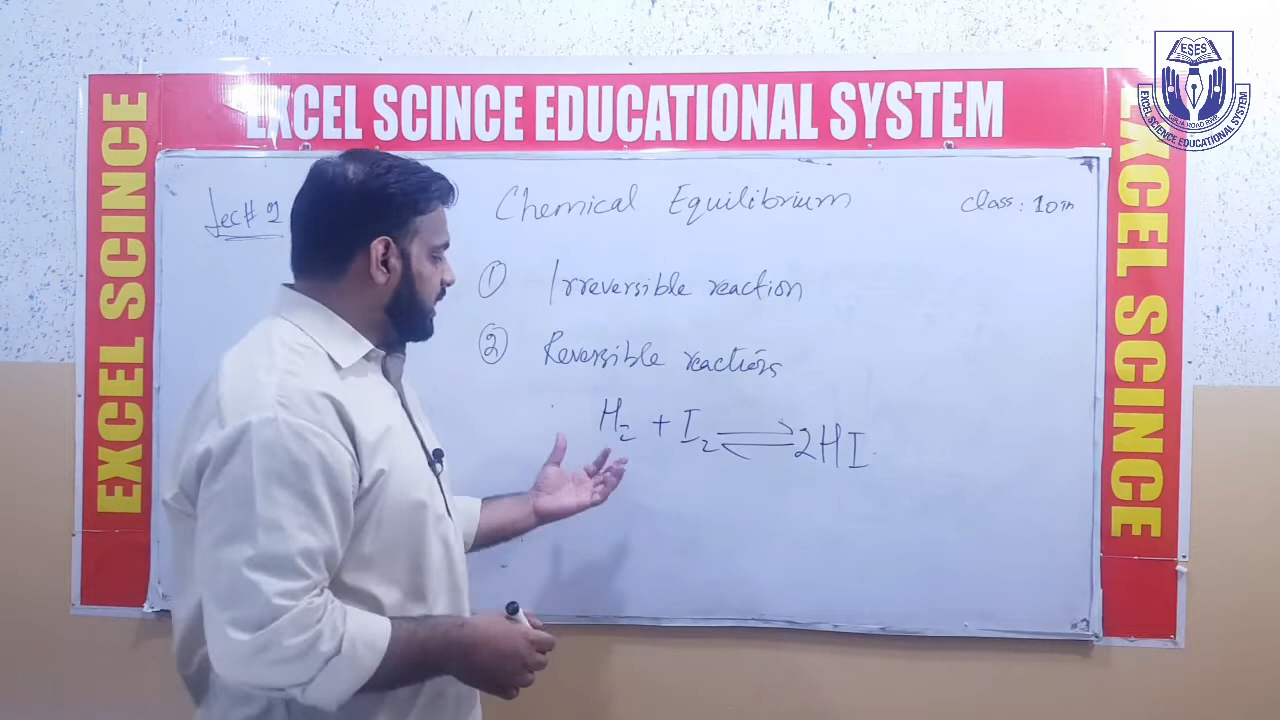 EXCEL SCINCE EDUCATIONAL SYSTEM
EXCEL SCINCE
EXCEL SCINCE
ESES
EXCEL SCIENCE EDUCATIONAL SYSTEM
Lec# 2
Chemical Equilibrium
Class: 10th
① Irreversible reaction
② Reversible reactions
H₂ + I₂ ⇌ 2HI